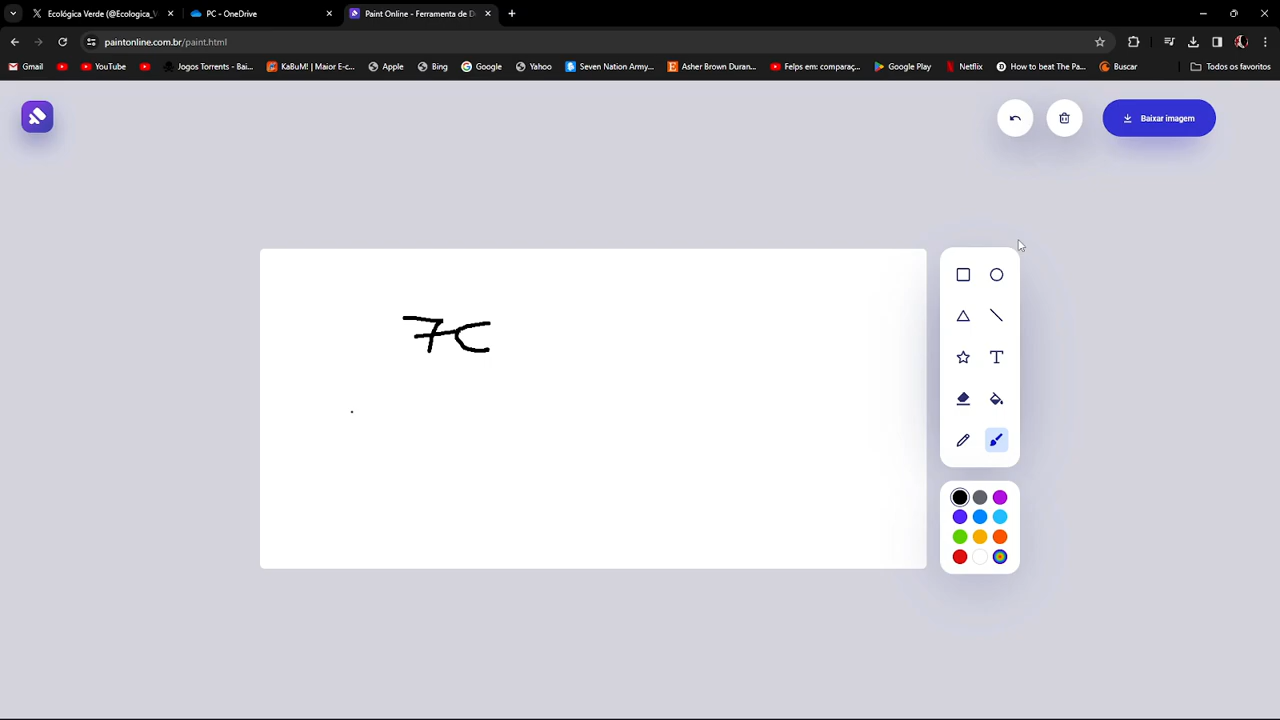 Ecológica Verde (@Ecologica_V
PC - OneDrive
Paint Online - Ferramenta de D
paintonline.com.br/paint.html
Gmail
YouTube
Jogos Torrents - Bai...
KaBuM! | Maior E-c...
Apple
Bing
Google
Yahoo
Seven Nation Army...
Asher Brown Duran...
Felps em: comparaç...
Google Play
Netflix
How to beat The Pa...
Buscar
Todos os favoritos
Baixar imagem
7C
T